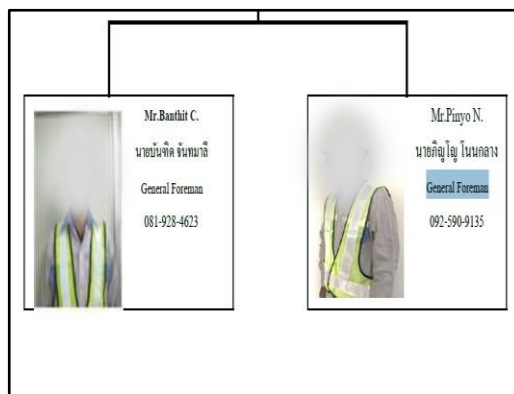 Mr.Banthit C.
นายบันฑิต จันทมาลี
General Foreman
081-928-4623
Mr.Pinyo N.
นายภิญโญ โนนกลาง
General Foreman
092-590-9135